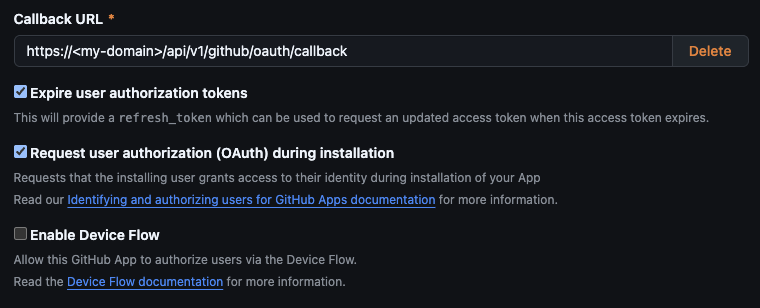 Callback URL *
https://<my-domain>/api/v1/github/oauth/callback
Delete
Expire user authorization tokens
This will provide a refresh_token which can be used to request an updated access token when this access token expires.
Request user authorization (OAuth) during installation
Requests that the installing user grants access to their identity during installation of your App
Read our Identifying and authorizing users for GitHub Apps documentation for more information.
Enable Device Flow
Allow this GitHub App to authorize users via the Device Flow.
Read the Device Flow documentation for more information.